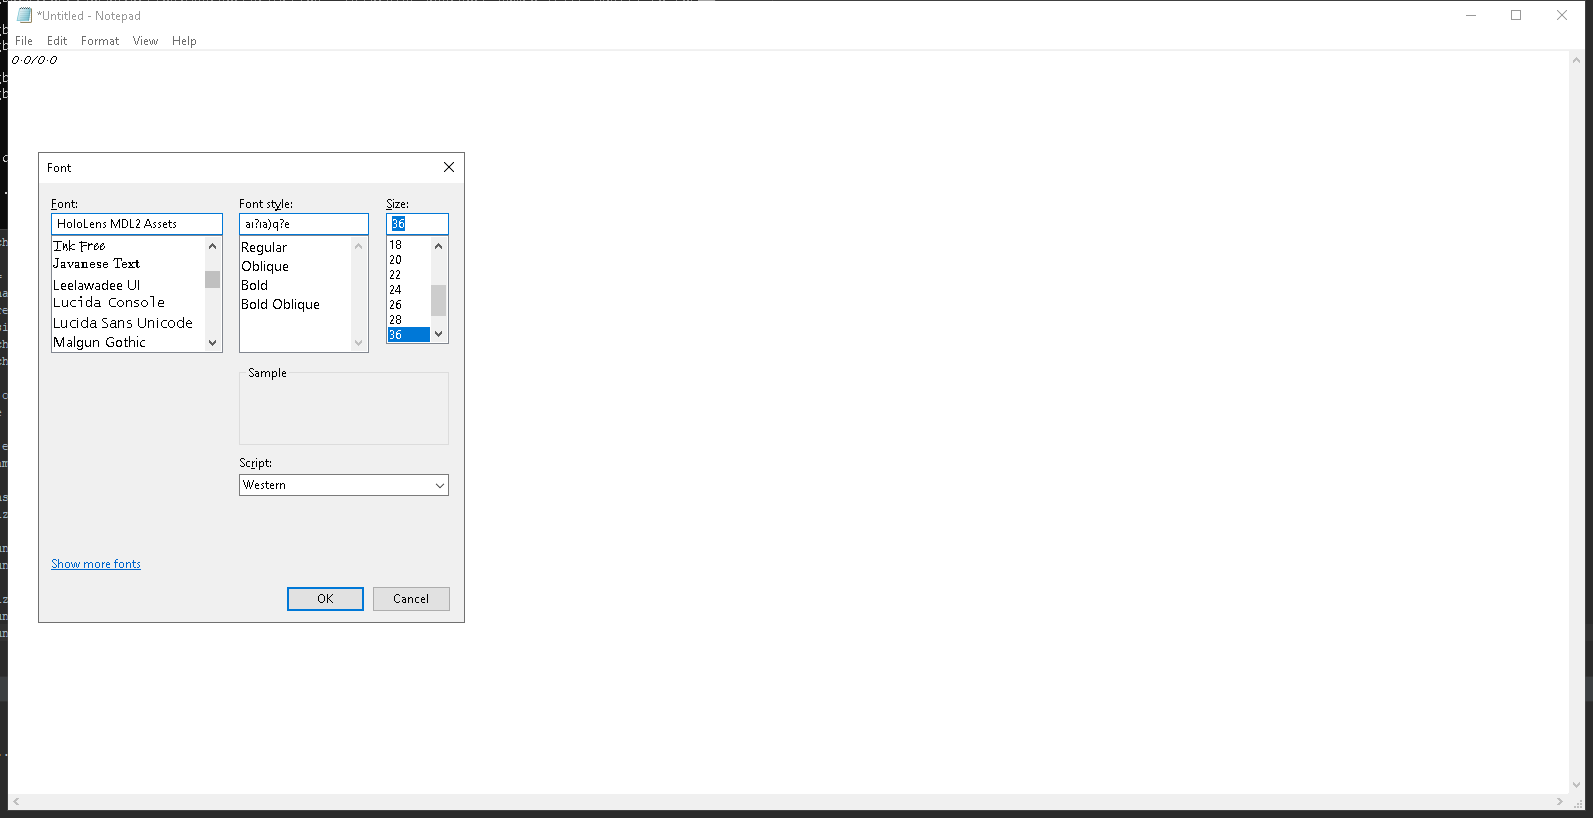 *Untitled - Notepad
File Edit Format View Help
0.0/0.0
Font
Font: Font style: Size:
HoloLens MDL2 Assets aı?ıa)q?e 36
Ink Free
Javanese Text
Leelawadee UI
Lucida Console
Lucida Sans Unicode
Malgun Gothic
Regular
Oblique
Bold
Bold Oblique
18
20
22
24
26
28
36
Sample
Script:
Western
Show more fonts
OK Cancel